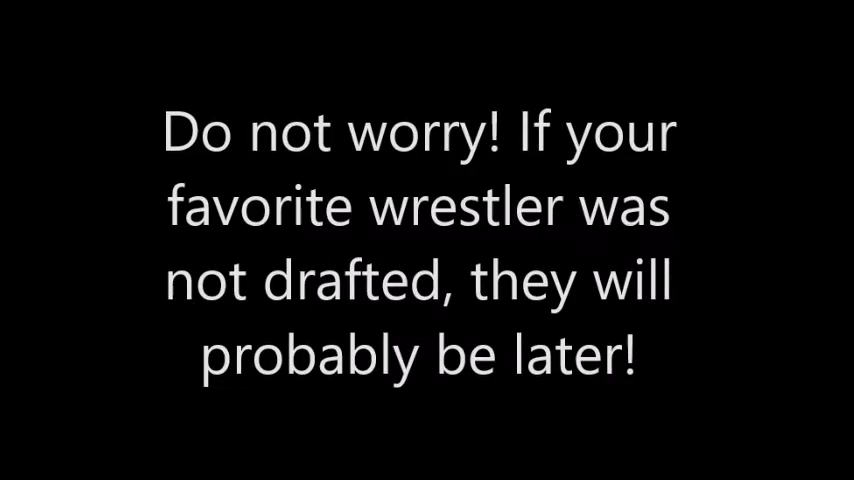 Do not worry! If your
favorite wrestler was
not drafted, they will
probably be later!